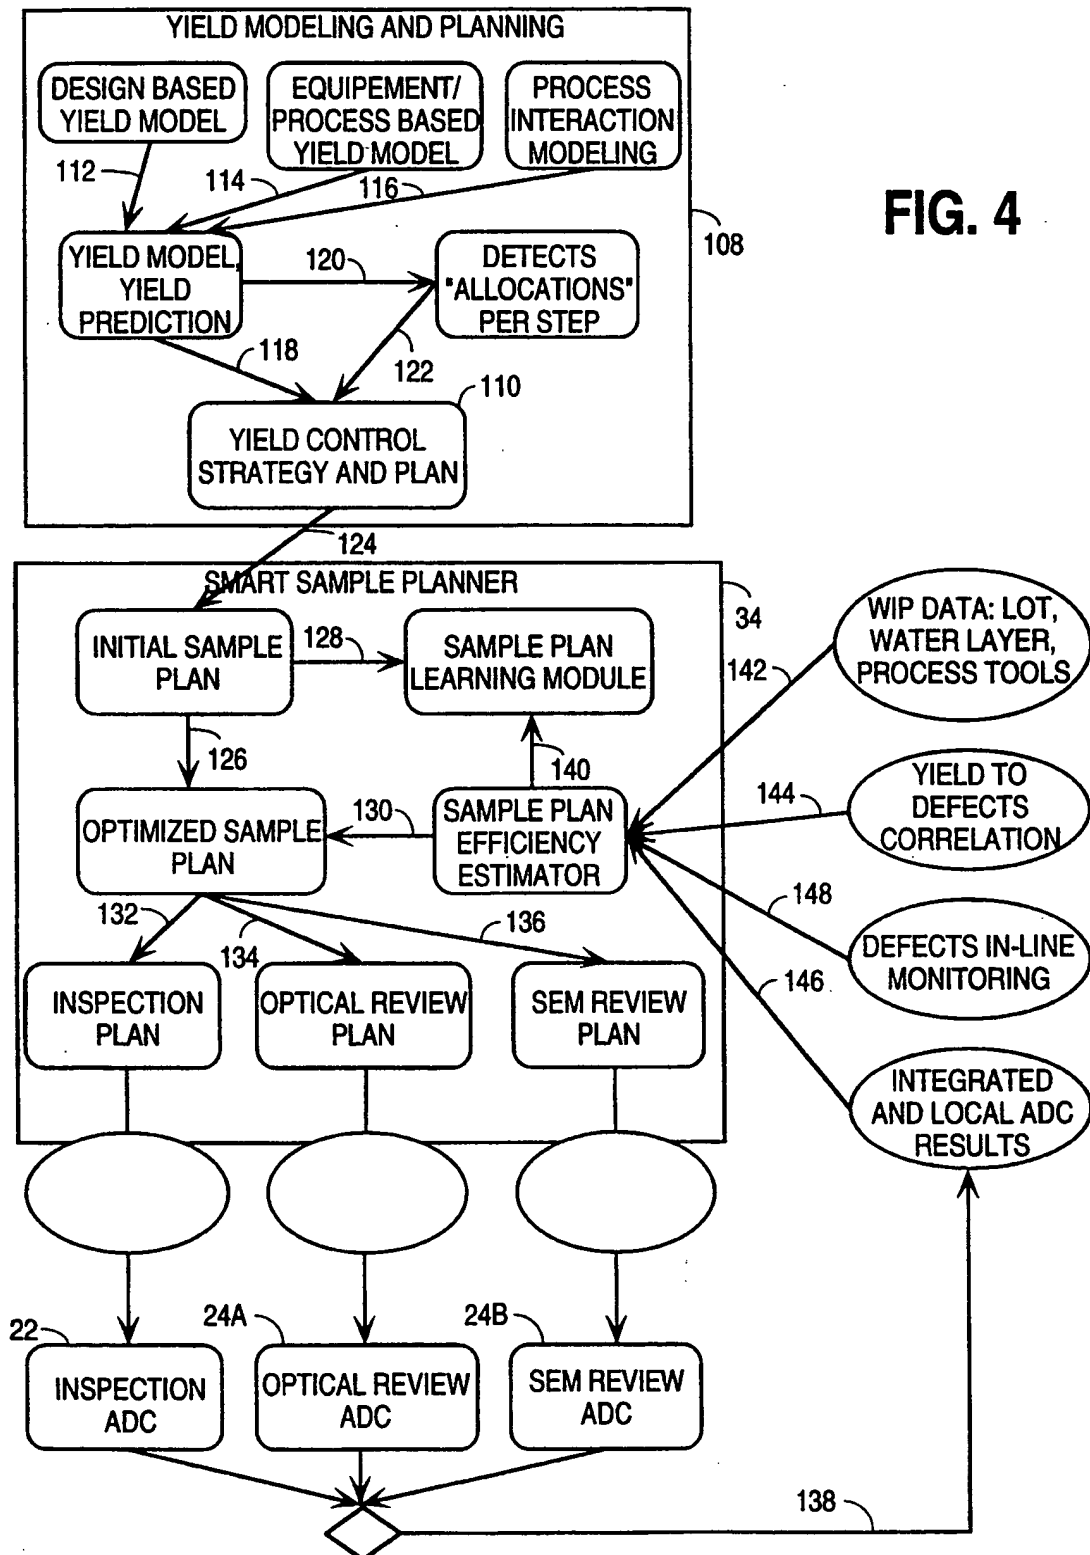 YIELD MODELING AND PLANNING
DESIGN BASED
YIELD MODEL
EQUIPEMENT/
PROCESS BASED
YIELD MODEL
PROCESS
INTERACTION
MODELING
112
114
116
108
FIG. 4
YIELD MODEL,
YIELD
PREDICTION
120
DETECTS
"ALLOCATIONS"
PER STEP
118
122
110
YIELD CONTROL
STRATEGY AND PLAN
124
SMART SAMPLE PLANNER
34
INITIAL SAMPLE
PLAN
128
SAMPLE PLAN
LEARNING MODULE
142
WIP DATA: LOT,
WATER LAYER,
PROCESS TOOLS
126
140
OPTIMIZED SAMPLE
PLAN
130
SAMPLE PLAN
EFFICIENCY
ESTIMATOR
144
YIELD TO
DEFECTS
CORRELATION
132
134
136
148
DEFECTS IN-LINE
MONITORING
146
INSPECTION
PLAN
OPTICAL REVIEW
PLAN
SEM REVIEW
PLAN
INTEGRATED
AND LOCAL ADC
RESULTS
22
24A
24B
INSPECTION
ADC
OPTICAL REVIEW
ADC
SEM REVIEW
ADC
138